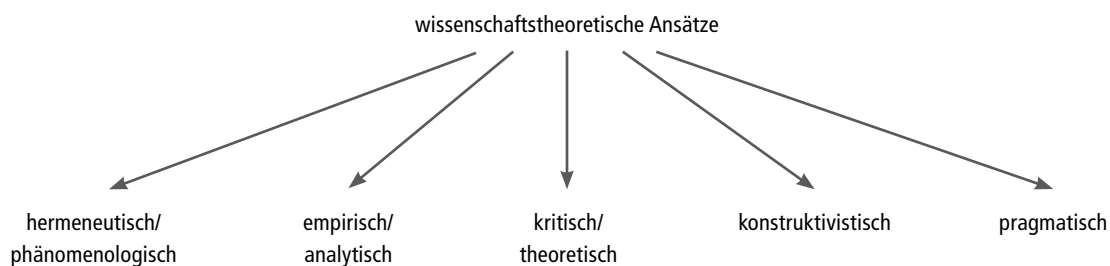 wissenschaftstheoretische Ansätze
hermeneutisch/
phänomenologisch
empirisch/
analytisch
kritisch/
theoretisch
konstruktivistisch
pragmatisch